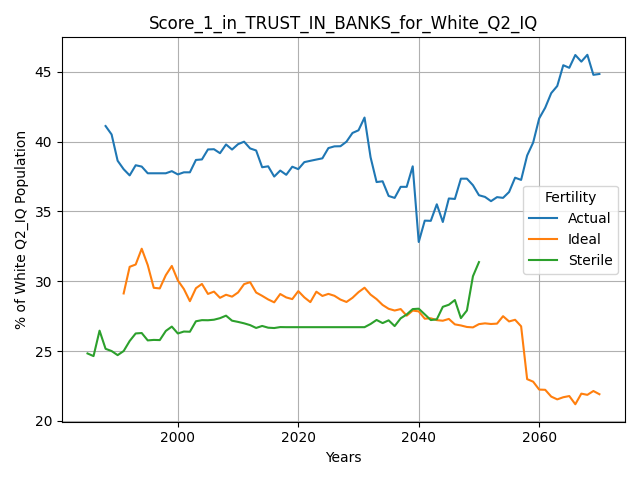 Score_1_in_TRUST_IN_BANKS_for_White_Q2_IQ
% of White Q2_IQ Population
45
40
35
30
25
20
Fertility
Actual
Ideal
Sterile
2000
2020
2040
2060
Years